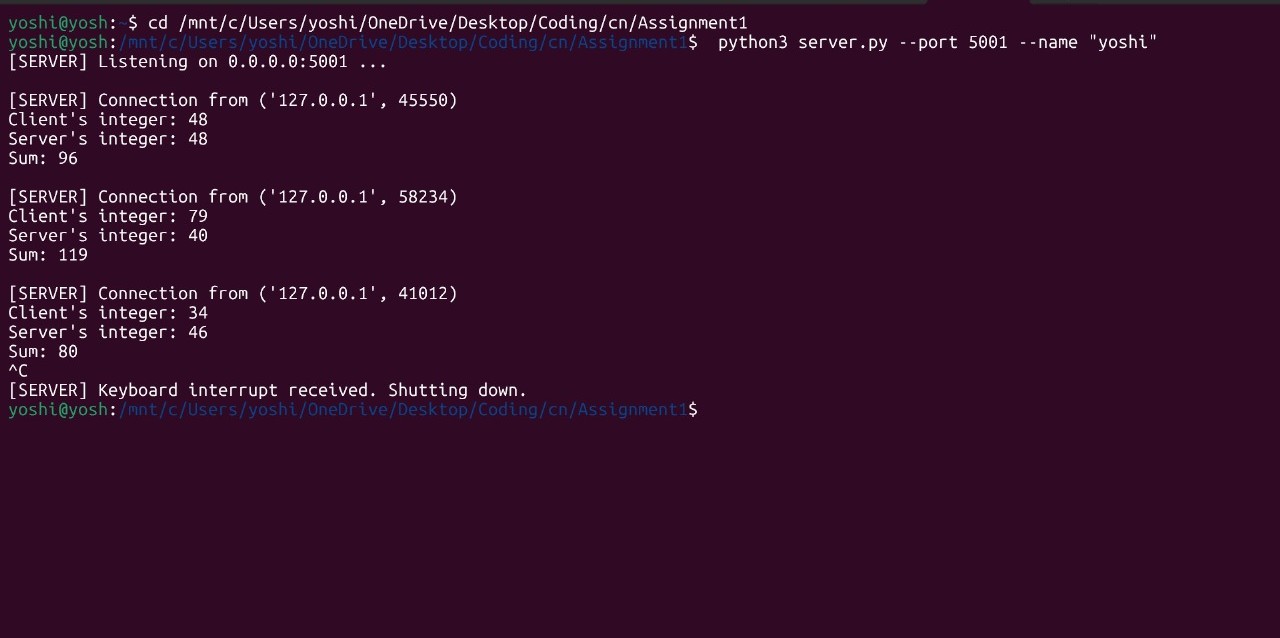 yoshi@yosh:~$ cd /mnt/c/Users/yoshi/OneDrive/Desktop/Coding/cn/Assignment1
yoshi@yosh:/mnt/c/Users/yoshi/OneDrive/Desktop/Coding/cn/Assignment1$  python3 server.py --port 5001 --name "yoshi"
[SERVER] Listening on 0.0.0.0:5001 ...
[SERVER] Connection from ('127.0.0.1', 45550)
Client's integer: 48
Server's integer: 48
Sum: 96
[SERVER] Connection from ('127.0.0.1', 58234)
Client's integer: 79
Server's integer: 40
Sum: 119
[SERVER] Connection from ('127.0.0.1', 41012)
Client's integer: 34
Server's integer: 46
Sum: 80
^C
[SERVER] Keyboard interrupt received. Shutting down.
yoshi@yosh:/mnt/c/Users/yoshi/OneDrive/Desktop/Coding/cn/Assignment1$